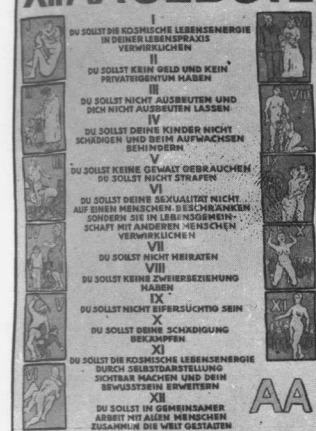 XII AA GEBOTE
I
DU SOLLST DIE KOSMISCHE LEBENSENERGIE
IN DEINER LEBENSPRAXIS
VERWIRKLICHEN
II
DU SOLLST KEIN GELD UND KEIN
PRIVATEIGENTUM HABEN
III
DU SOLLST NICHT AUSBEUTEN UND
DICH NICHT AUSBEUTEN LASSEN
IV
DU SOLLST DEINE KINDER NICHT
SCHÄDIGEN UND BEIM AUFWACHSEN
BEHINDERN
V
DU SOLLST KEINE GEWALT GEBRAUCHEN
DU SOLLST NICHT STRAFEN
VI
DU SOLLST DEINE SEXUALITÄT NICHT
AUF EINEN MENSCHEN BESCHRÄNKEN
SONDERN SIE IN LEBENSGEMEIN-
SCHAFT MIT ANDEREN MENSCHEN
VERWIRKLICHEN
VII
DU SOLLST NICHT HEIRATEN
VIII
DU SOLLST KEINE ZWEIERBEZIEHUNG
HABEN
IX
DU SOLLST NICHT EIFERSÜCHTIG SEIN
X
DU SOLLST DEINE SCHÄDIGUNG
BEKÄMPFEN
XI
DU SOLLST DIE KOSMISCHE LEBENSENERGIE
DURCH SELBSTDARSTELLUNG
SICHTBAR MACHEN UND DEIN
BEWUSSTSEIN ERWEITERN
XII
DU SOLLST IN GEMEINSAMER
ARBEIT MIT ALLEN MENSCHEN
ZUSAMMEN DIE WELT GESTALTEN
VIII
X
XII
V
VI
AA